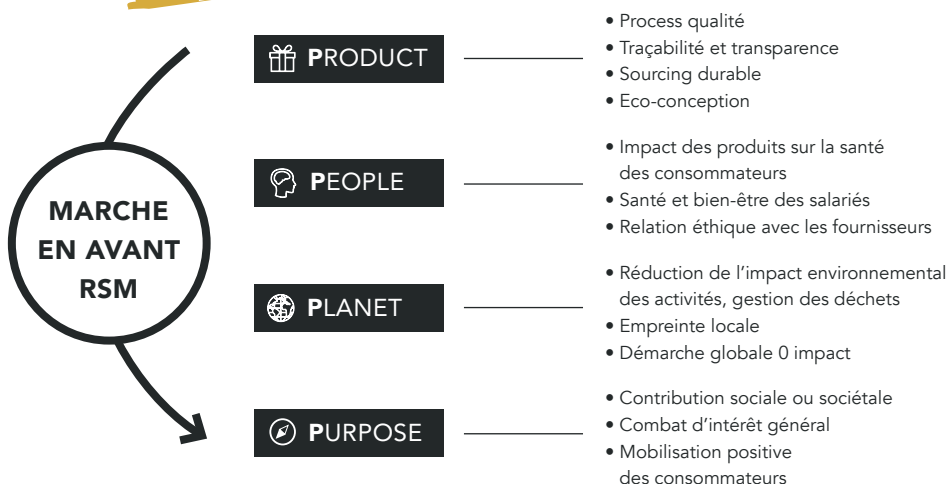 MARCHE
EN AVANT
RSM
PRODUCT
• Process qualité
• Traçabilité et transparence
• Sourcing durable
• Eco-conception
PEOPLE
• Impact des produits sur la santé
des consommateurs
• Santé et bien-être des salariés
• Relation éthique avec les fournisseurs
PLANET
• Réduction de l’impact environnemental
des activités, gestion des déchets
• Empreinte locale
• Démarche globale 0 impact
PURPOSE
• Contribution sociale ou sociétale
• Combat d’intérêt général
• Mobilisation positive
des consommateurs